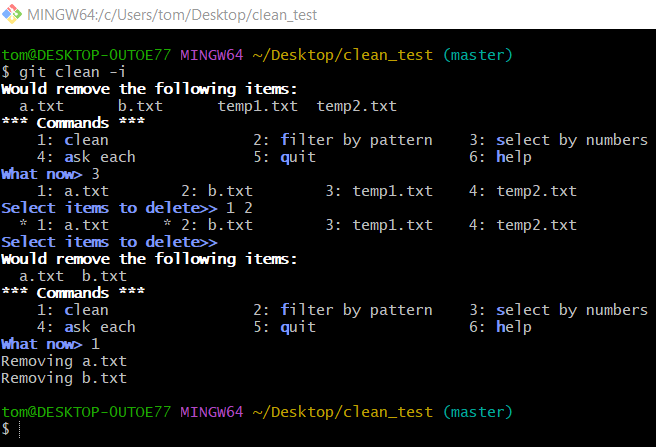 MINGW64:/c/Users/tom/Desktop/clean_test
tom@DESKTOP-OUTOE77 MINGW64 ~/Desktop/clean_test (master)
$ git clean -i
Would remove the following items:
  a.txt      b.txt      temp1.txt  temp2.txt
*** Commands ***
    1: clean                2: filter by pattern    3: select by numbers
    4: ask each             5: quit                 6: help
What now> 3
    1: a.txt        2: b.txt        3: temp1.txt    4: temp2.txt
Select items to delete>> 1 2
  * 1: a.txt      * 2: b.txt        3: temp1.txt    4: temp2.txt
Select items to delete>>
Would remove the following items:
  a.txt  b.txt
*** Commands ***
    1: clean                2: filter by pattern    3: select by numbers
    4: ask each             5: quit                 6: help
What now> 1
Removing a.txt
Removing b.txt
tom@DESKTOP-OUTOE77 MINGW64 ~/Desktop/clean_test (master)
$